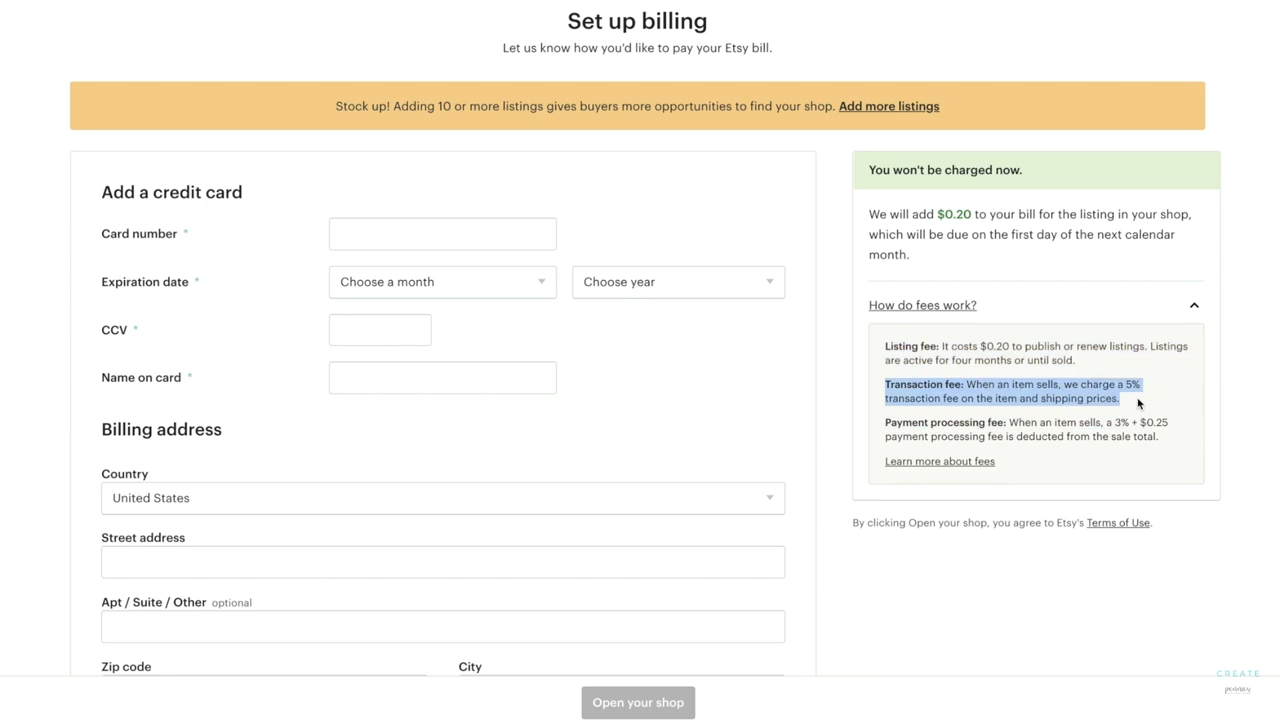 Set up billing
Let us know how you'd like to pay your Etsy bill.
Stock up! Adding 10 or more listings gives buyers more opportunities to find your shop. Add more listings
Add a credit card
Card number *
Expiration date *
Choose a month
Choose year
CCV *
Name on card *
Billing address
Country
United States
Street address
Apt / Suite / Other optional
Zip code
City
You won't be charged now.
We will add $0.20 to your bill for the listing in your shop,
which will be due on the first day of the next calendar
month.
How do fees work?
Listing fee: It costs $0.20 to publish or renew listings. Listings
are active for four months or until sold.
Transaction fee: When an item sells, we charge a 5%
transaction fee on the item and shipping prices.
Payment processing fee: When an item sells, a 3% + $0.25
payment processing fee is deducted from the sale total.
Learn more about fees
By clicking Open your shop, you agree to Etsy's Terms of Use.
Open your shop
CREATE